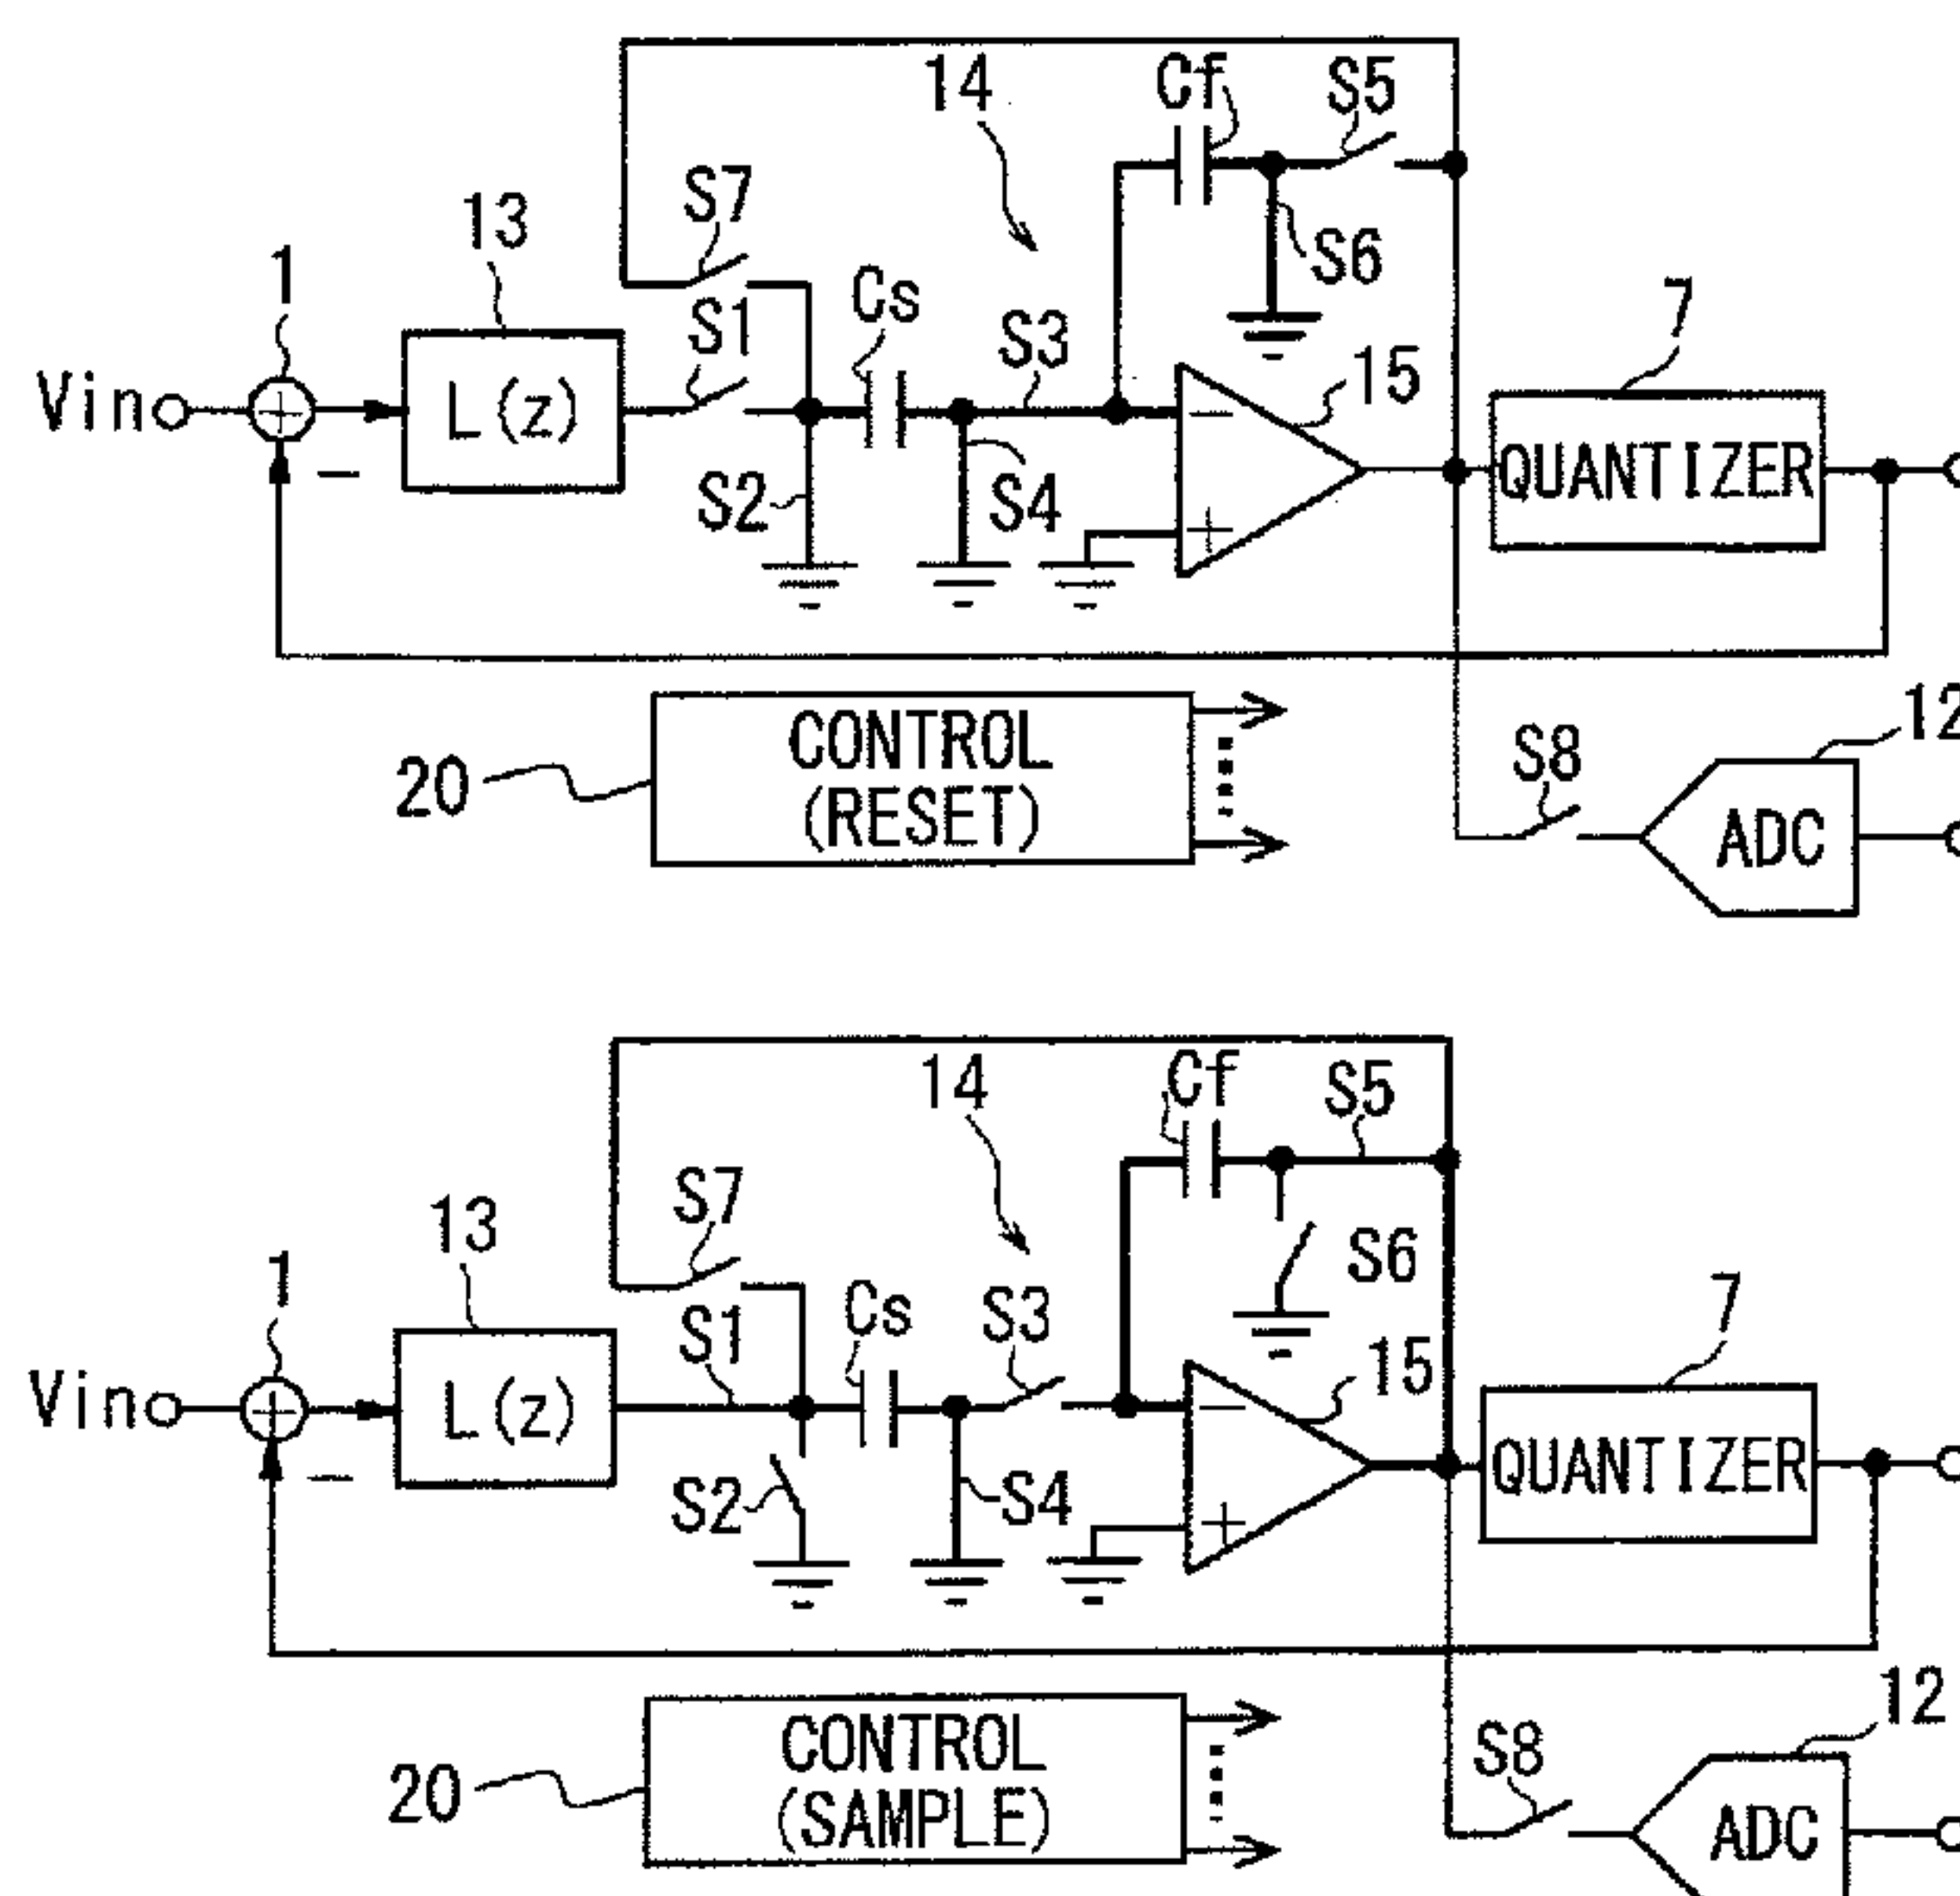 14
Cf
S5
S7
13
S6
1
Cs
S3
7
S1
15
Vin
+
L(z)
−
QUANTIZER
−
S2
S4
+
12
CONTROL
(RESET)
S8
20
ADC
14
Cf
S5
S7
13
S6
1
S1
Cs
S3
7
15
Vin
+
L(z)
−
QUANTIZER
−
S2
S4
+
12
CONTROL
(SAMPLE)
S8
20
ADC